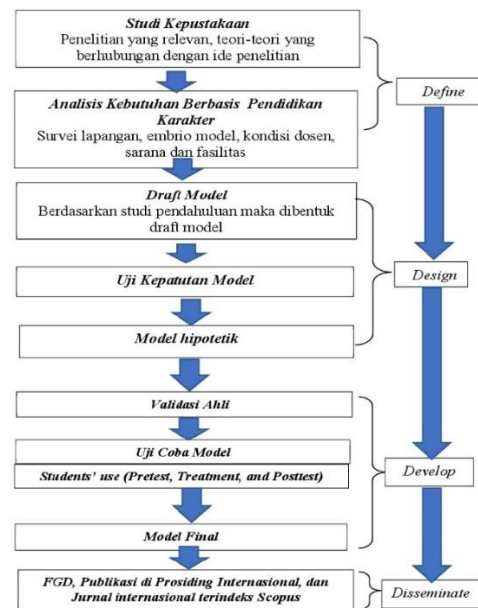 Studi Kepustakaan
Penelitian yang relevan, teori-teori yang
berhubungan dengan ide penelitian
Define
Analisis Kebutuhan Berbasis Pendidikan
Karakter
Survei lapangan, embrio model, kondisi dosen,
sarana dan fasilitas
Draft Model
Berdasarkan studi pendahuluan maka dibentuk
draft model
Uji Kepatutan Model
Design
Model hipotetik
Validasi Ahli
Uji Coba Model
Students' use (Pretest, Treatment, and Posttest)
Develop
Model Final
FGD, Publikasi di Prosiding Internasional, dan
Jurnal internasional terindeks Scopus
Disseminate